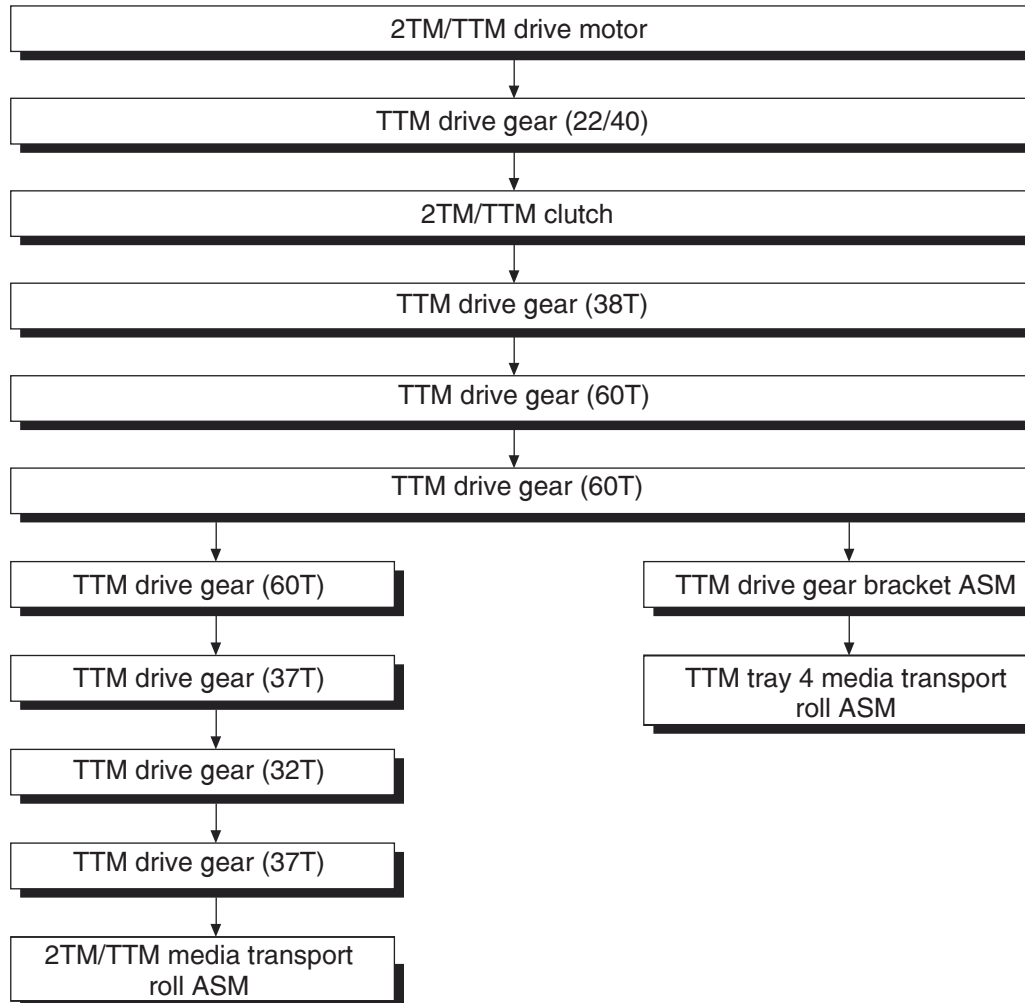 2TM/TTM drive motor
TTM drive gear (22/40)
2TM/TTM clutch
TTM drive gear (38T)
TTM drive gear (60T)
TTM drive gear (60T)
TTM drive gear (60T)
TTM drive gear bracket ASM
TTM drive gear (37T)
TTM tray 4 media transport
roll ASM
TTM drive gear (32T)
TTM drive gear (37T)
2TM/TTM media transport
roll ASM